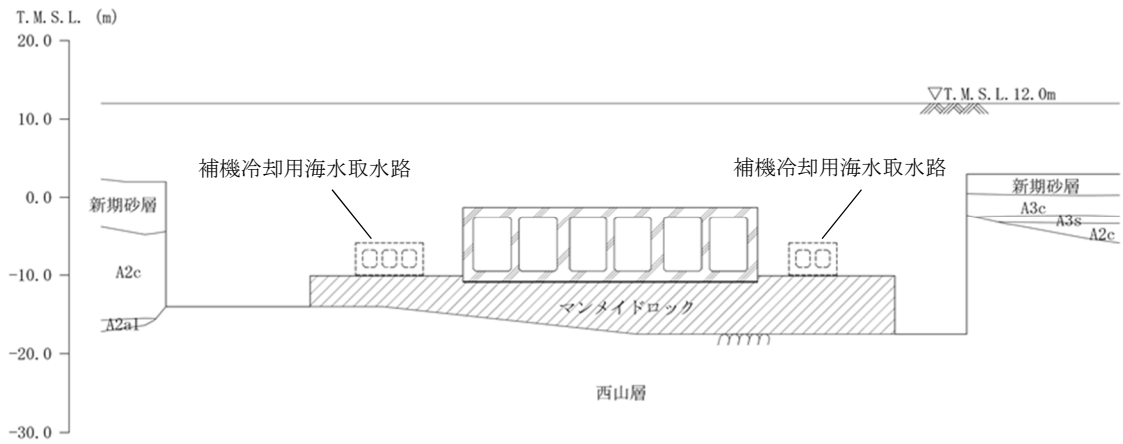 T.M.S.L. (m)
20.0
▽T.M.S.L.12.0m
10.0
補機冷却用海水取水路
補機冷却用海水取水路
0.0
新期砂層
新期砂層
A3c
A3s
A2c
A2c
-10.0
マンメイドロック
A2a1
-20.0
西山層
-30.0